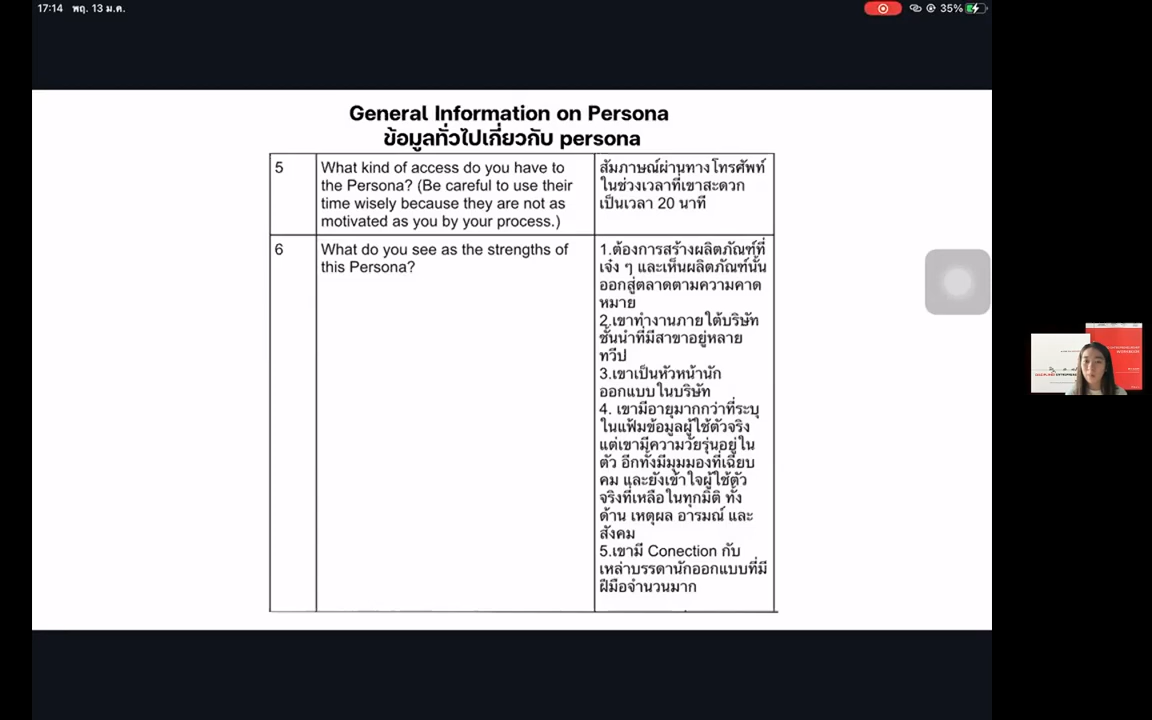 17:14 พฤ. 13 ม.ค.
35%
General Information on Persona
ข้อมูลทั่วไปเกี่ยวกับ persona
5
What kind of access do you have to
the Persona? (Be careful to use their
time wisely because they are not as
motivated as you by your process.)
สัมภาษณ์ผ่านทางโทรศัพท์
ในช่วงเวลาที่เขาสะดวก
เป็นเวลา 20 นาที
6
What do you see as the strengths of
this Persona?
1.ต้องการสร้างผลิตภัณฑ์ที่
เจ๋ง ๆ และเห็นผลิตภัณฑ์นั้น
ออกสู่ตลาดตามความคาด
หมาย
2.เขาทำงานภายใต้บริษัท
ชั้นนำที่มีสาขาอยู่หลาย
ทวีป
3.เขาเป็นหัวหน้านัก
ออกแบบในบริษัท
4. เขามีอายุมากกว่าที่ระบุ
ในแฟ้มข้อมูลผู้ใช้ตัวจริง
แต่เขามีความวัยรุ่นอยู่ใน
ตัว อีกทั้งมีมุมมองที่เฉียบ
คม และยังเข้าใจผู้ใช้ตัว
จริงที่เหลือในทุกมิติ ทั้ง
ด้าน เหตุผล อารมณ์ และ
สังคม
5.เขามี Conection กับ
เหล่าบรรดานักออกแบบที่มี
ฝีมือจำนวนมาก